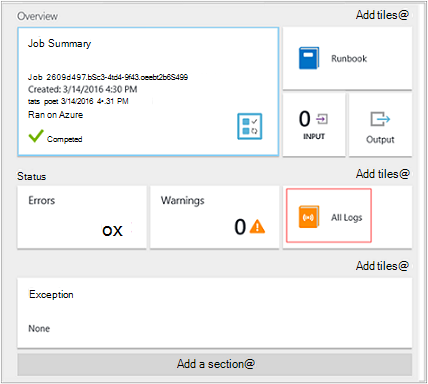 Overview
Add tiles@
Job Summary
Job 2609d497.bSc3-4td4-9f43.oeebt2b6S499
Created: 3/14/2016 4:30 PM
tats poet 3/14/2016 4•.31 PM
Ran on Azure
Competed
Runbook
0
INPUT
Output
Status
Add tiles@
Errors
ox
Warnings
0
All Logs
Add tiles@
Exception
None
Add a section@